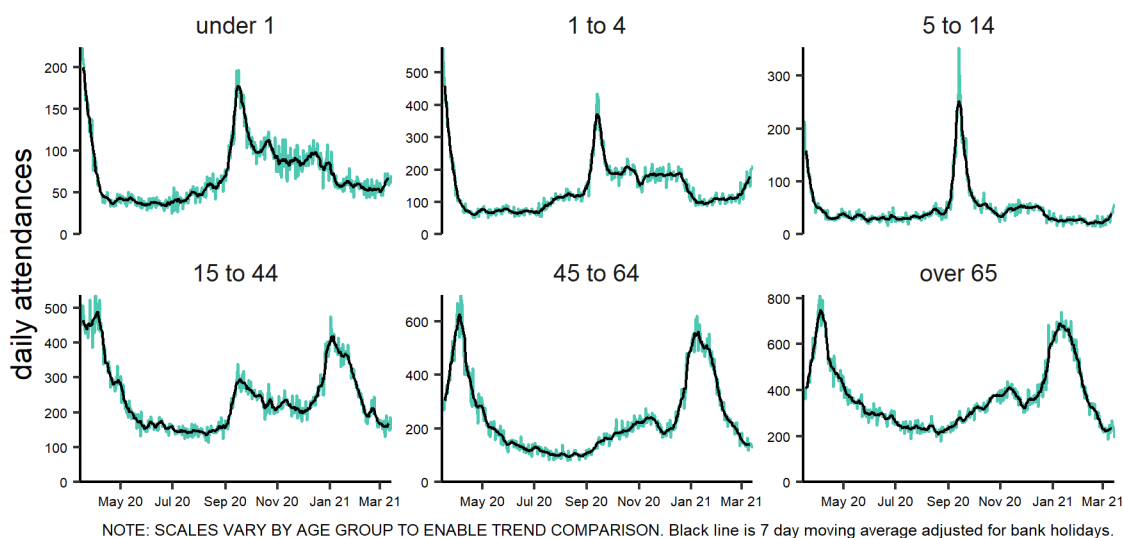 under 1
1 to 4
5 to 14
200
150
100
50
0
500
400
300
200
100
0
300
200
100
0
daily attendances
15 to 44
45 to 64
over 65
500
400
300
200
100
0
600
400
200
0
800
600
400
200
0
May 20 Jul 20 Sep 20 Nov 20 Jan 21 Mar 21
May 20 Jul 20 Sep 20 Nov 20 Jan 21 Mar 21
May 20 Jul 20 Sep 20 Nov 20 Jan 21 Mar 21
NOTE: SCALES VARY BY AGE GROUP TO ENABLE TREND COMPARISON. Black line is 7 day moving average adjusted for bank holidays.